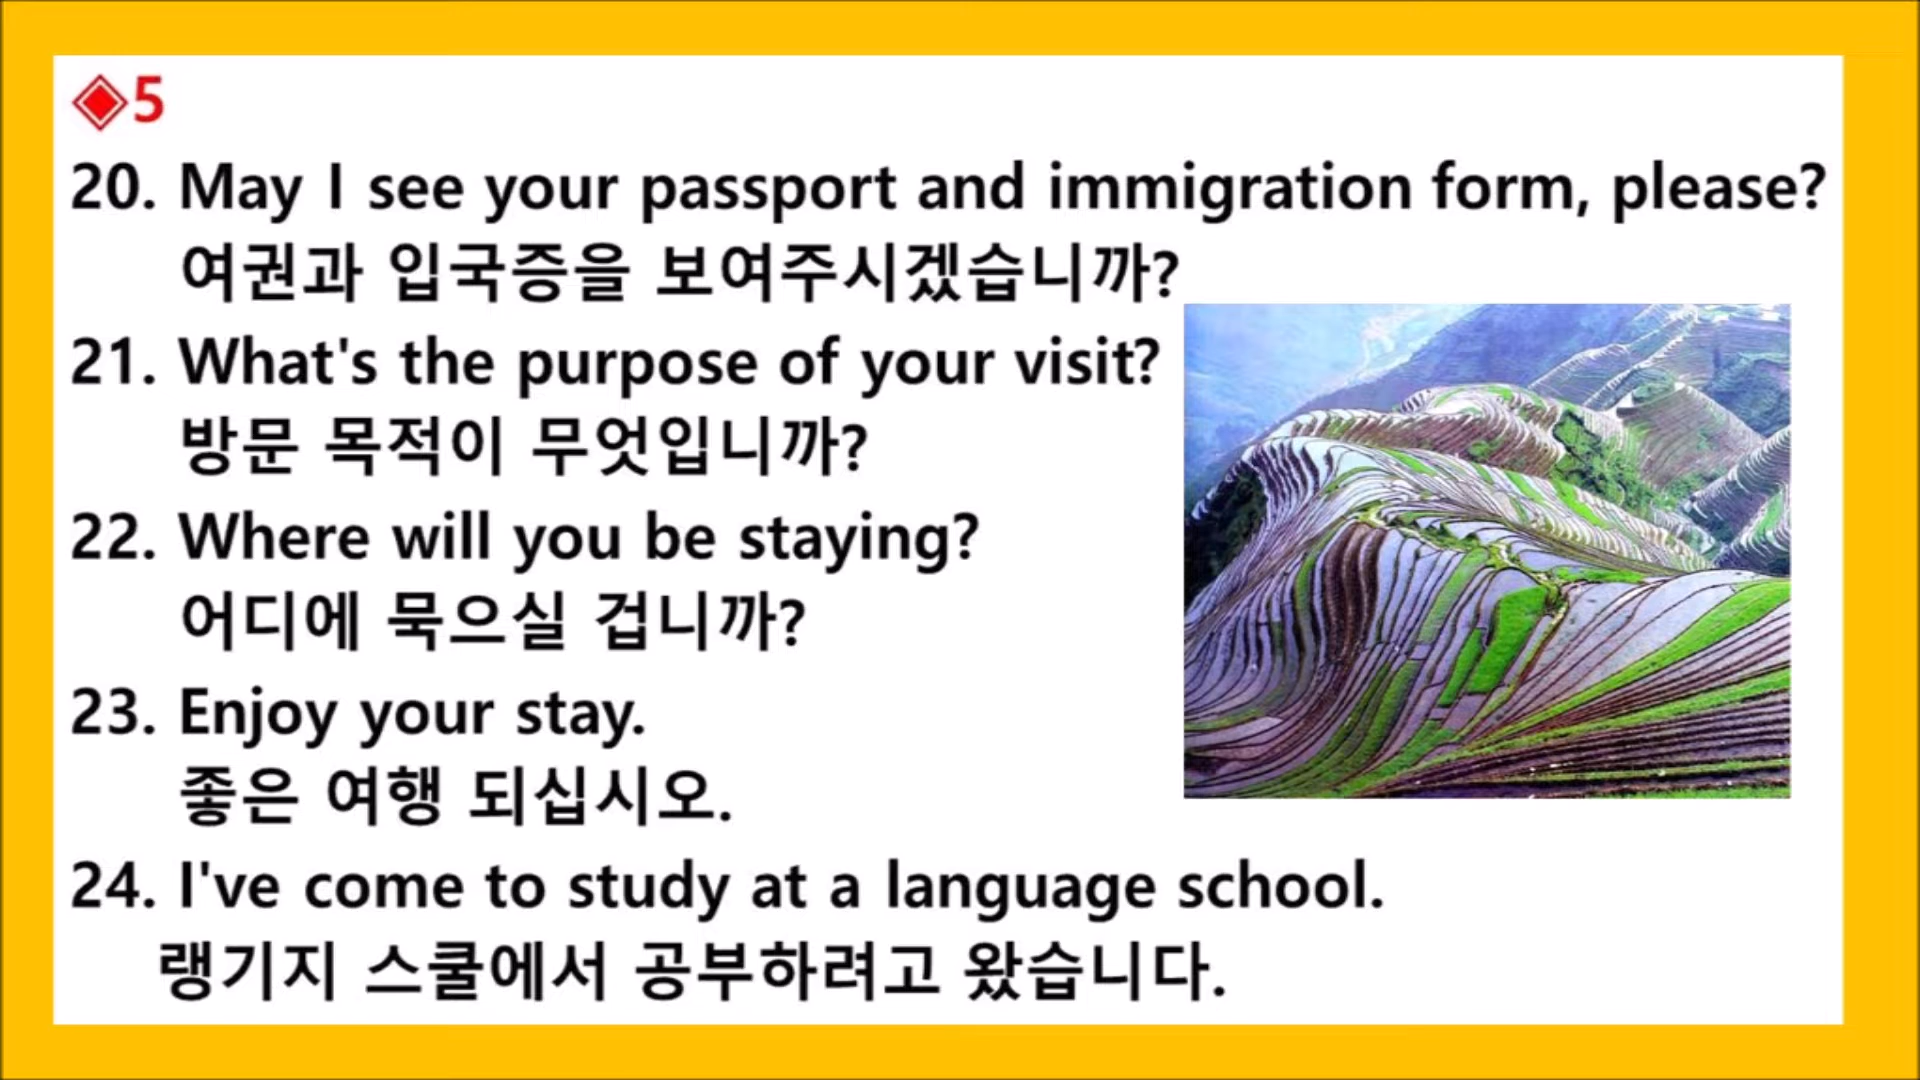 ◈5
20. May I see your passport and immigration form, please?
여권과 입국증을 보여주시겠습니까?
21. What's the purpose of your visit?
방문 목적이 무엇입니까?
22. Where will you be staying?
어디에 묵으실 겁니까?
23. Enjoy your stay.
좋은 여행 되십시오.
24. I've come to study at a language school.
랭기지 스쿨에서 공부하려고 왔습니다.